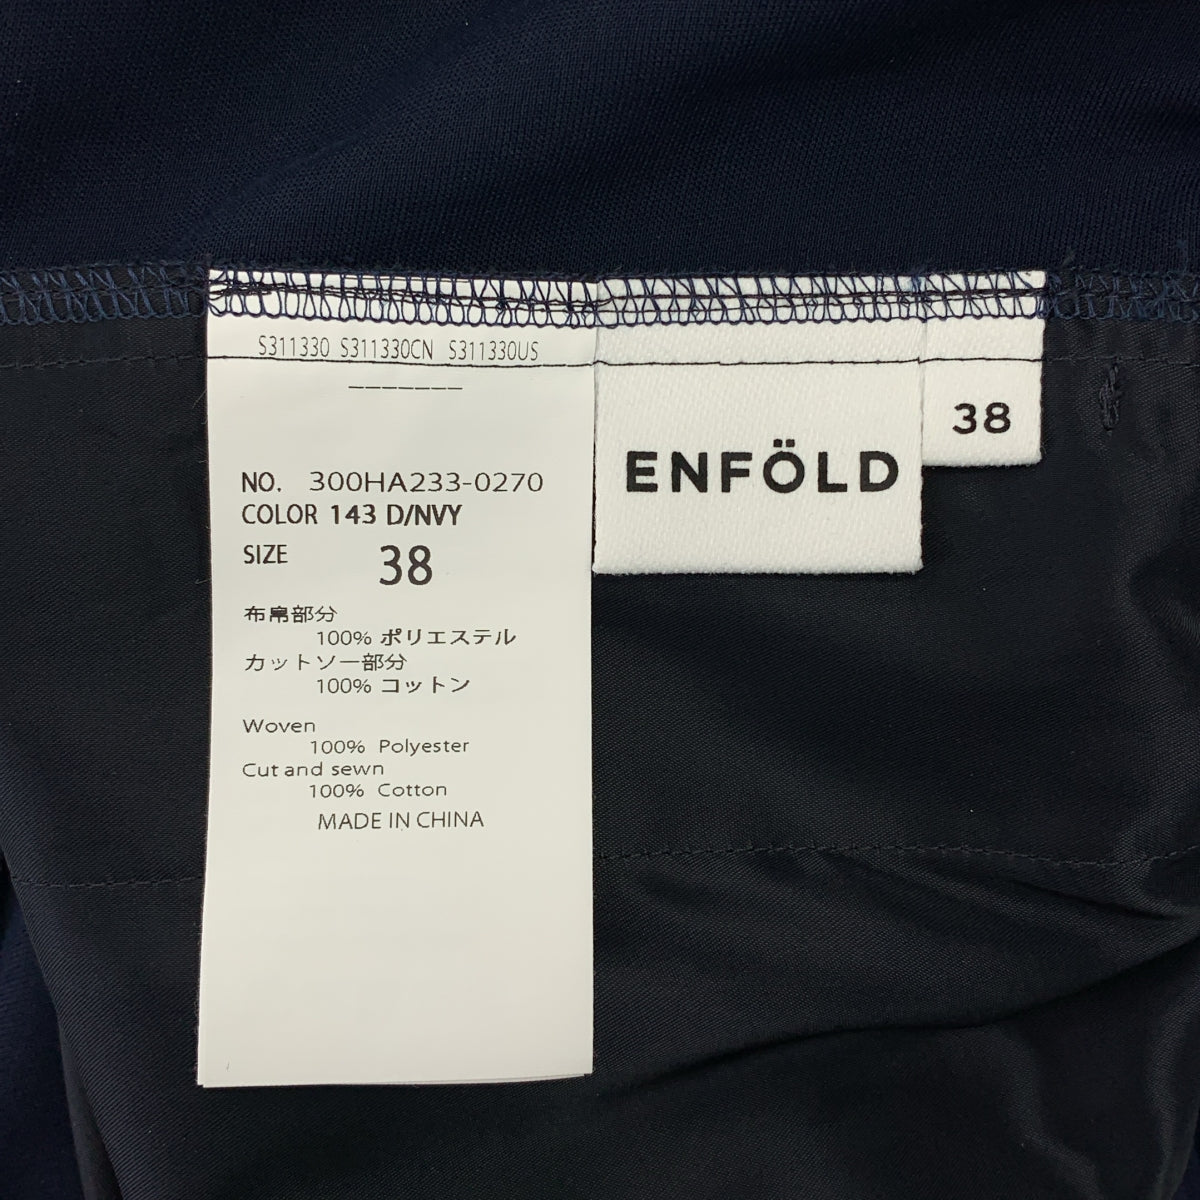 S311330 S311330CN S311330US
-------
NO. 300HA233-0270
COLOR 143 D/NVY
SIZE 38
布帛部分
100% ポリエステル
カットソー部分
100% コットン
Woven
100% Polyester
Cut and sewn
100% Cotton
MADE IN CHINA
ENFÖLD
38